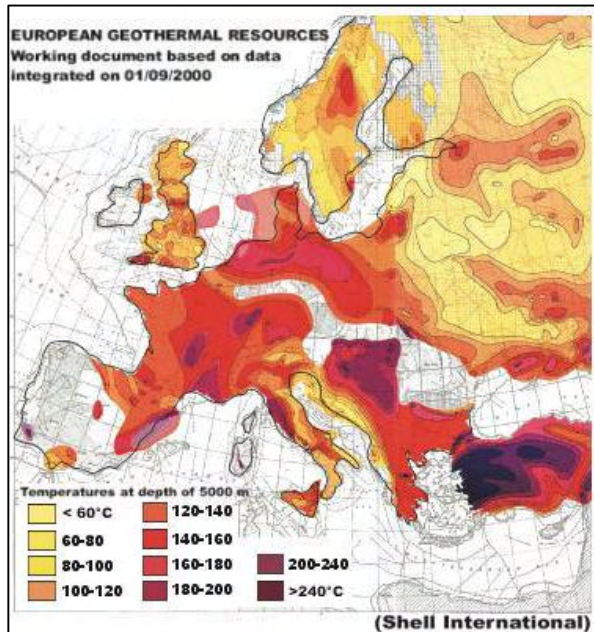 EUROPEAN GEOTHERMAL RESOURCES
Working document based on data
integrated on 01/09/2000
Temperatures at depth of 5000 m
< 60°C
60-80
80-100
100-120
120-140
140-160
160-180
180-200
200-240
>240°C
(Shell International)